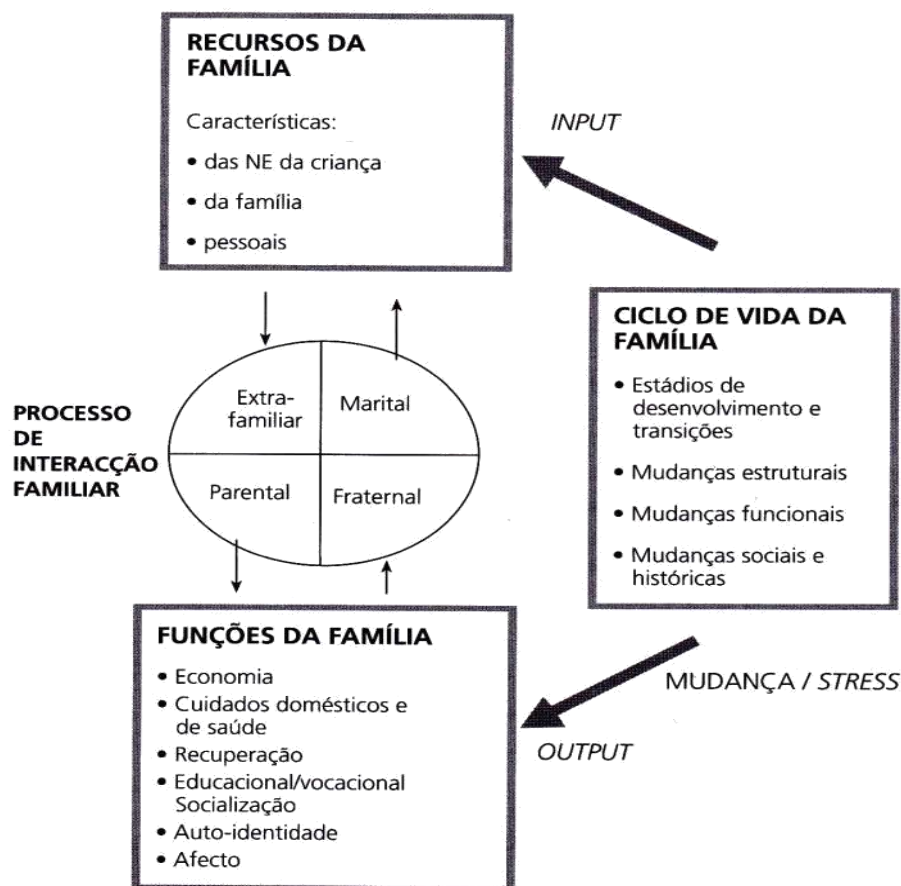 RECURSOS DA
FAMÍLIA
Características:
• das NE da criança
• da família
• pessoais
INPUT
CICLO DE VIDA DA
FAMÍLIA
• Estádios de
desenvolvimento e
transições
• Mudanças estruturais
• Mudanças funcionais
• Mudanças sociais e
históricas
PROCESSO
DE
INTERACÇÃO
FAMILIAR
Extra-
familiar
Marital
Parental
Fraternal
FUNÇÕES DA FAMÍLIA
• Economia
• Cuidados domésticos e
de saúde
• Recuperação
• Educacional/vocacional
Socialização
• Auto-identidade
• Afecto
MUDANÇA / STRESS
OUTPUT